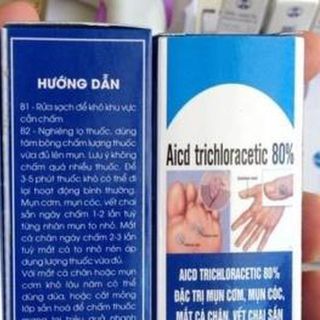 HƯỚNG DẪN
B1 - Rửa sạch để khô khu vực
cần chấm
B2 - Nghiêng lọ thuốc, dùng
tăm bông chấm lượng thuốc
vừa đủ lên mụn. Lưu ý không
chấm quá nhiều thuốc. Để
3-5 phút thuốc khô có thể đi
lại hoạt động bình thường.
Mụn cơm, mụn cóc, vết chai
sần ngày chấm 1-2 lần tuỳ
từng nhân mụn to nhỏ. Mắt
cá chân ngày chấm 2-3 lần
tuỳ mắt cá to nhỏ nên áp
dụng lượng thuốc vừa đủ.
Với mắt cá chân hoặc mụn
cơm khô lâu năm có thể
dùng dũa, hoặc cắt móng
lớp sần hoá để chấm thuốc
Aicd trichloracetic 80%
AICD TRICHLORACETIC 80%
ĐẶC TRỊ MỤN CƠM, MỤN CÓC,
MẮT CÁ CHÂN, VẾT CHAI SẦN